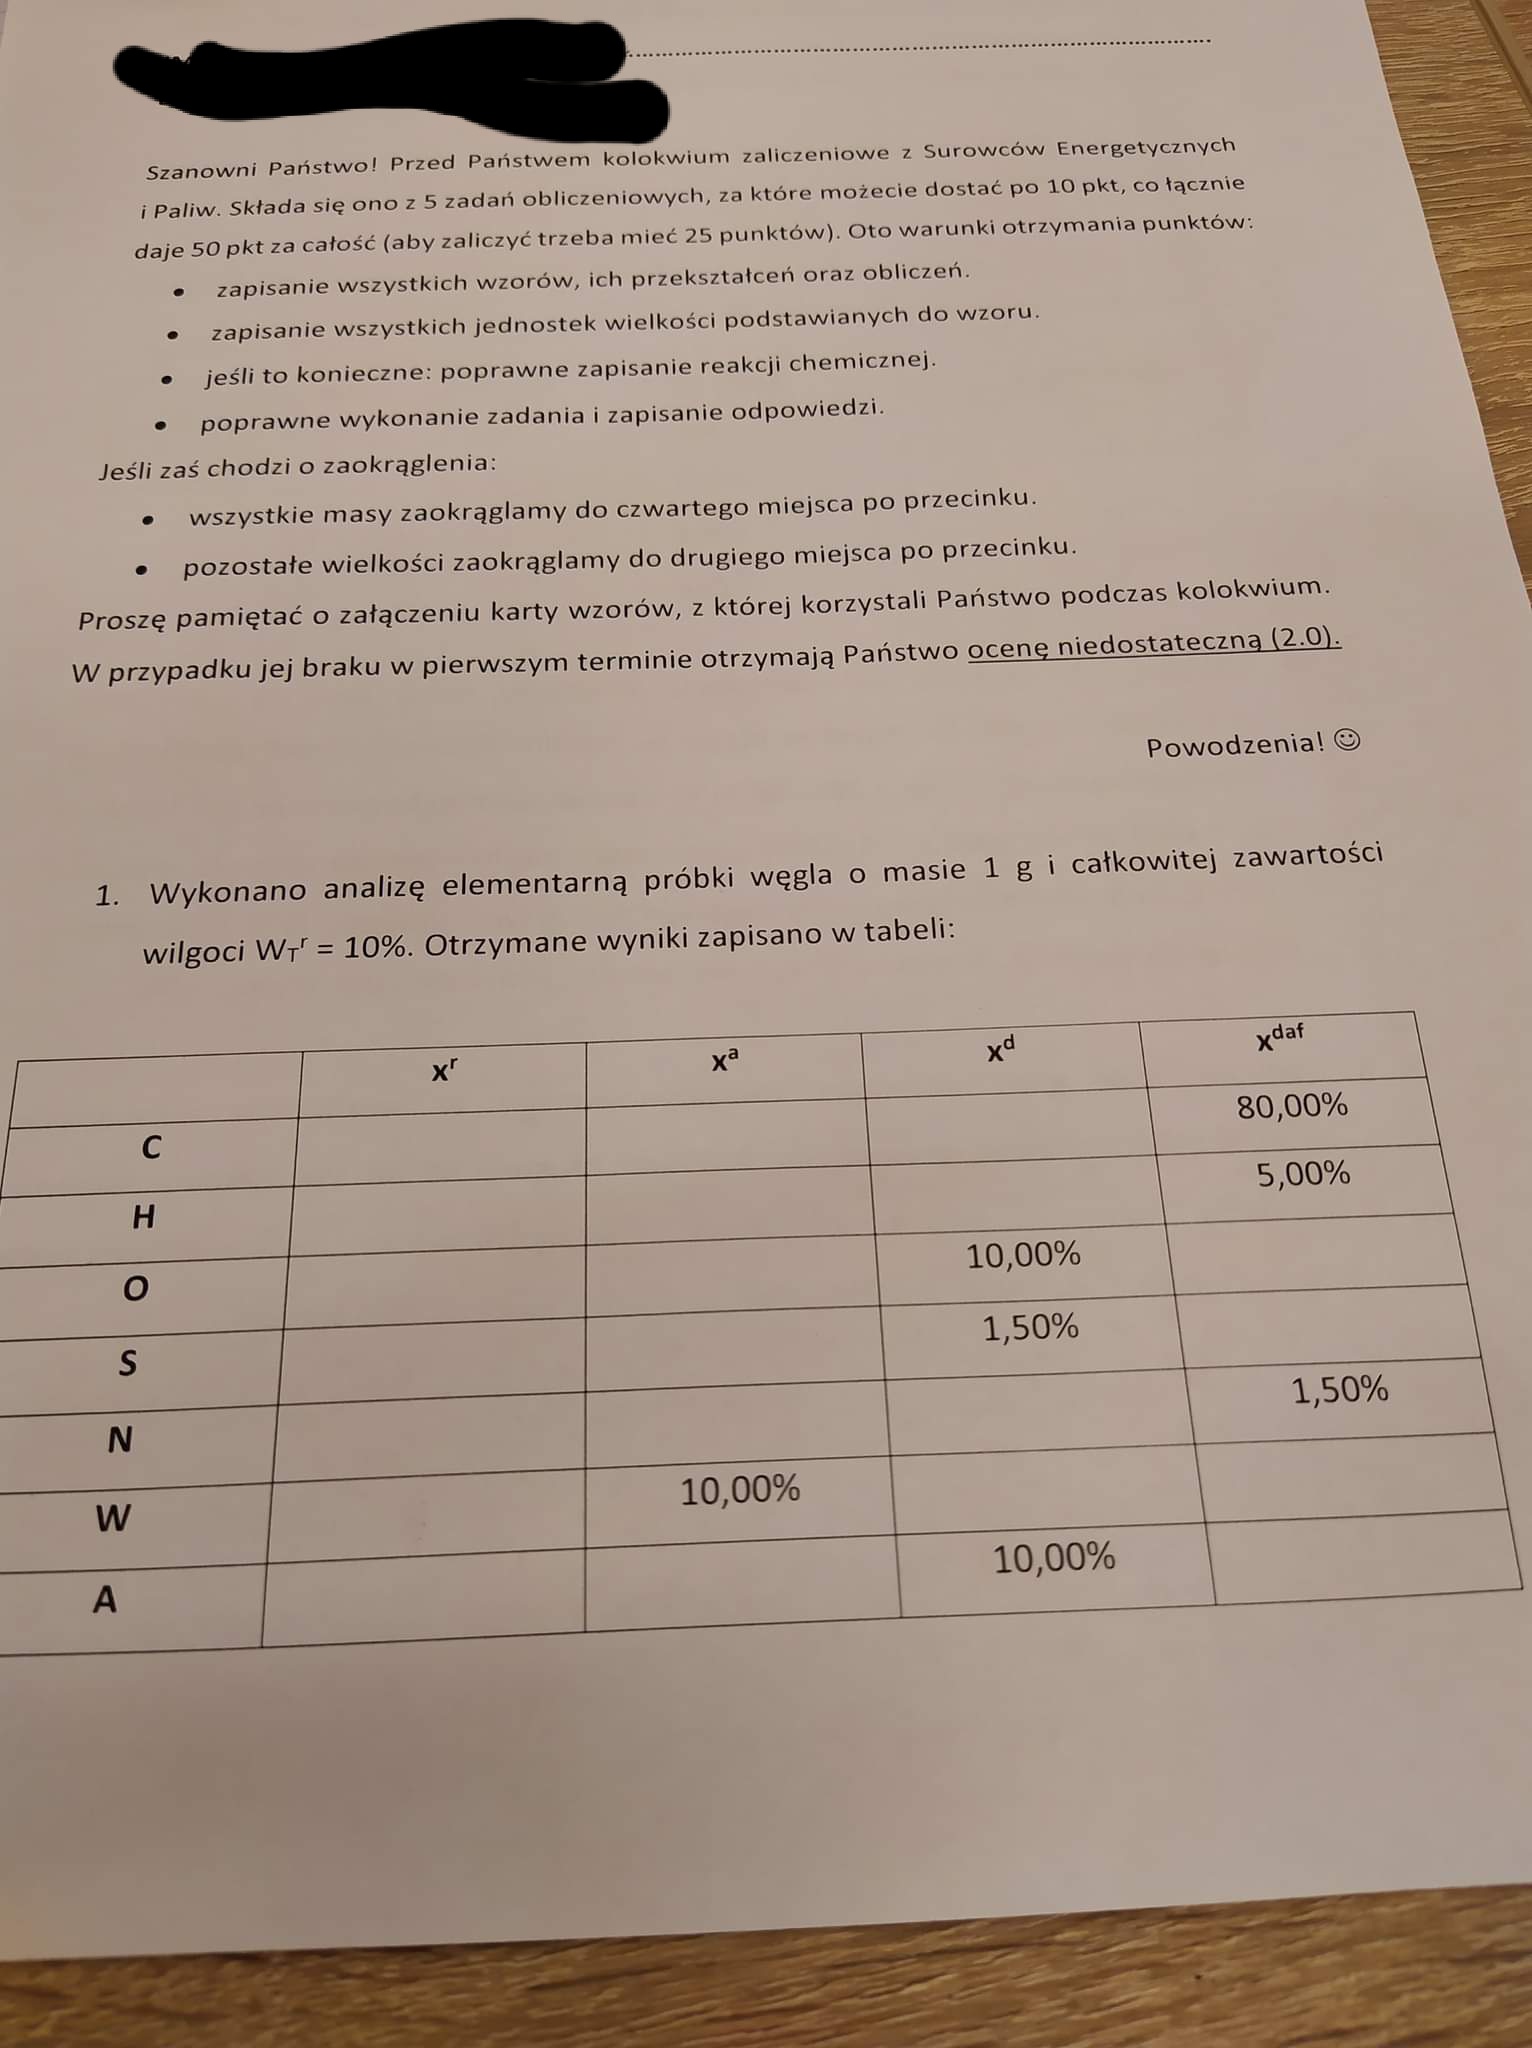 Szanowni Państwo! Przed Państwem kolokwium zaliczeniowe z Surowców Energetycznych
i Paliw. Składa się ono z 5 zadań obliczeniowych, za które możecie dostać po 10 pkt, co łącznie
daje 50 pkt za całość (aby zaliczyć trzeba mieć 25 punktów). Oto warunki otrzymania punktów:
• zapisanie wszystkich wzorów, ich przekształceń oraz obliczeń.
• zapisanie wszystkich jednostek wielkości podstawianych do wzoru.
• jeśli to konieczne: poprawne zapisanie reakcji chemicznej.
• poprawne wykonanie zadania i zapisanie odpowiedzi.
Jeśli zaś chodzi o zaokrąglenia:
• wszystkie masy zaokrąglamy do czwartego miejsca po przecinku.
• pozostałe wielkości zaokrąglamy do drugiego miejsca po przecinku.
Proszę pamiętać o załączeniu karty wzorów, z której korzystali Państwo podczas kolokwium.
W przypadku jej braku w pierwszym terminie otrzymają Państwo ocenę niedostateczną (2.0).
Powodzenia! ☺
1. Wykonano analizę elementarną próbki węgla o masie 1 g i całkowitej zawartości
wilgoci W_T^r = 10%. Otrzymane wyniki zapisano w tabeli:
x^r x^a x^d x^daf
C 80,00%
H 5,00%
O 10,00%
S 1,50%
N 1,50%
W 10,00%
A 10,00%